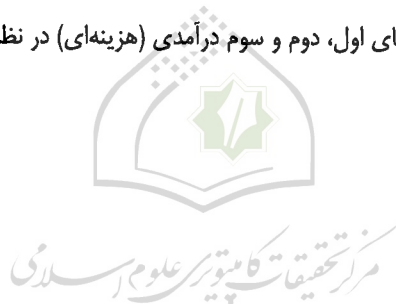 ای اول، دوم و سوم درآمدی (هزینه‌ای) در نظ
مرکز تحقیقات کامپیوتری علوم اسلامی